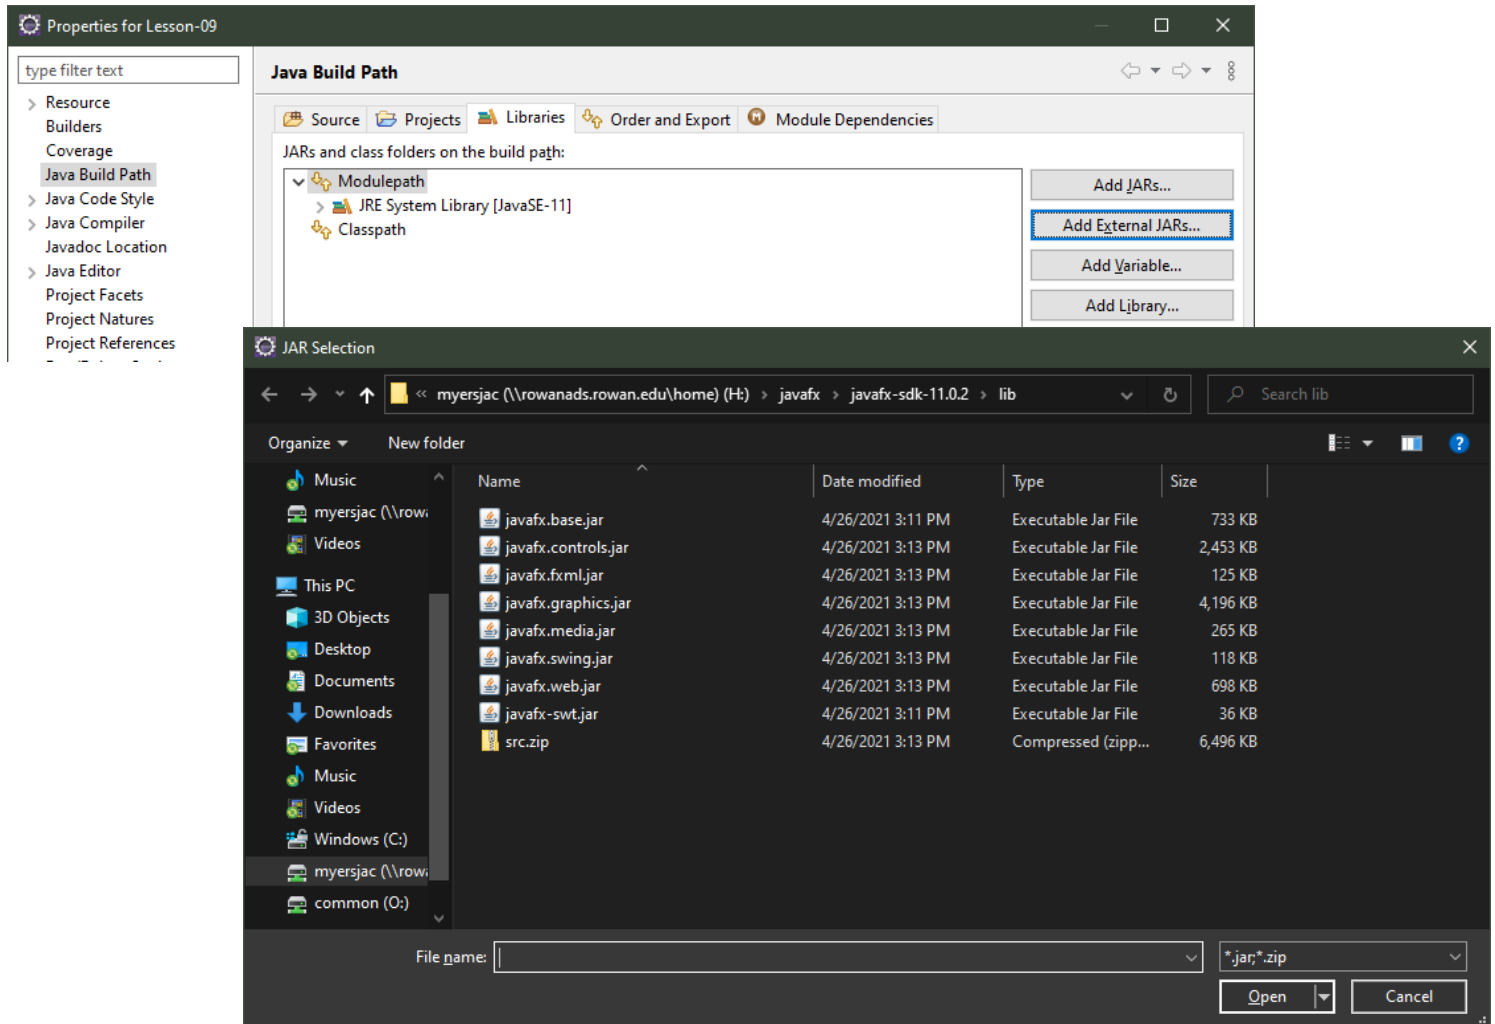 Properties for Lesson-09
type filter text
Resource
Builders
Coverage
Java Build Path
Java Code Style
Java Compiler
Javadoc Location
Java Editor
Project Facets
Project Natures
Project References
Java Build Path
Source Projects Libraries Order and Export Module Dependencies
JARs and class folders on the build path:
Modulepath
JRE System Library [JavaSE-11]
Classpath
Add JARs...
Add External JARs...
Add Variable...
Add Library...
JAR Selection
« myersjac (\\rowanads.rowan.edu\home) (H:) > javafx > javafx-sdk-11.0.2 > lib
Search lib
Organize New folder
Music
myersjac (\\row
Videos
This PC
3D Objects
Desktop
Documents
Downloads
Favorites
Music
Videos
Windows (C:)
myersjac (\\row
common (O:)
Name Date modified Type Size
javafx.base.jar 4/26/2021 3:11 PM Executable Jar File 733 KB
javafx.controls.jar 4/26/2021 3:13 PM Executable Jar File 2,453 KB
javafx.fxml.jar 4/26/2021 3:13 PM Executable Jar File 125 KB
javafx.graphics.jar 4/26/2021 3:13 PM Executable Jar File 4,196 KB
javafx.media.jar 4/26/2021 3:13 PM Executable Jar File 265 KB
javafx.swing.jar 4/26/2021 3:13 PM Executable Jar File 118 KB
javafx.web.jar 4/26/2021 3:13 PM Executable Jar File 698 KB
javafx-swt.jar 4/26/2021 3:11 PM Executable Jar File 36 KB
src.zip 4/26/2021 3:13 PM Compressed (zipp... 6,496 KB
File name:
*.jar;*.zip
Open Cancel